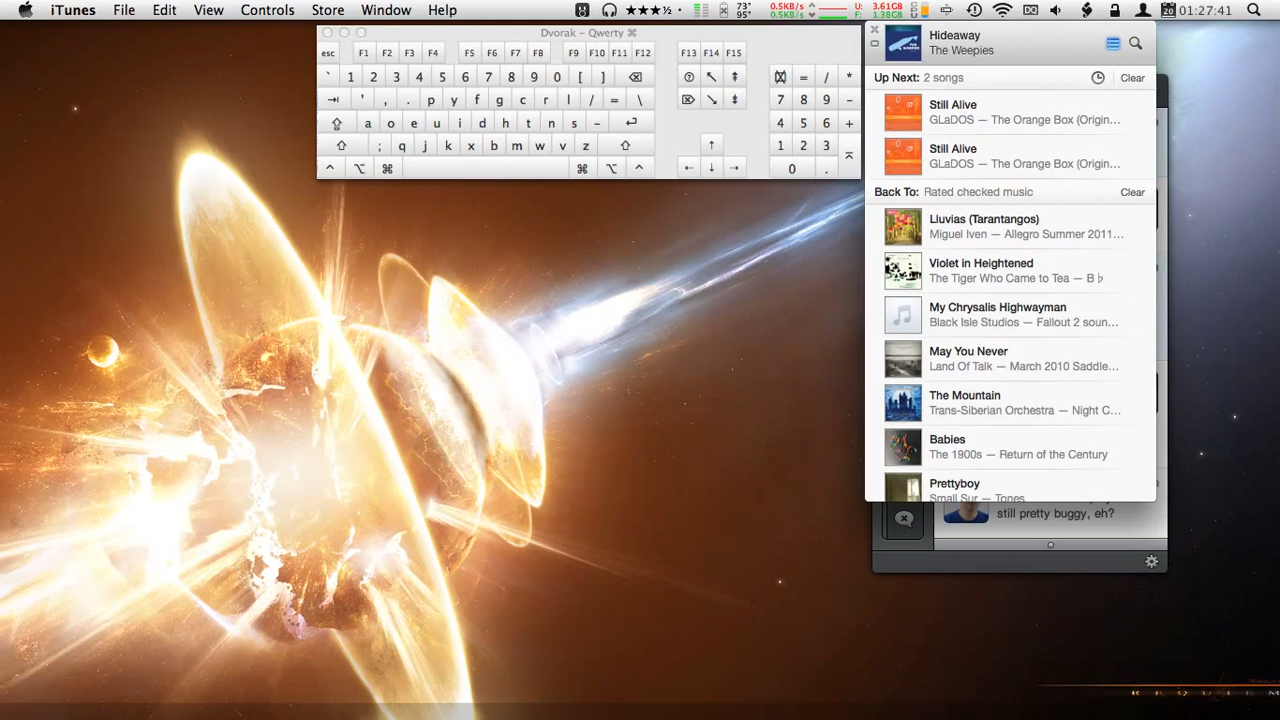 iTunes File Edit View Controls Store Window Help ★★★½ · 73° 95° 0.5KB/s 0.5KB/s U: 3.61GB F: 1.38GB DQ 20 01:27:41
Dvorak – Qwerty ⌘
esc F1 F2 F3 F4 F5 F6 F7 F8 F9 F10 F11 F12 F13 F14 F15
` 1 2 3 4 5 6 7 8 9 0 [ ] = / *
' , . p y f g c r l / = \ 7 8 9 –
a o e u i d h t n s – 4 5 6 +
; q j k x b m w v z 1 2 3
0 .
Hideaway
The Weepies
Up Next: 2 songs Clear
Still Alive
GLaDOS — The Orange Box (Origin...
Still Alive
GLaDOS — The Orange Box (Origin...
Back To: Rated checked music Clear
Lluvias (Tarantangos)
Miguel Iven — Allegro Summer 2011...
Violet in Heightened
The Tiger Who Came to Tea — B ♭
My Chrysalis Highwayman
Black Isle Studios — Fallout 2 soun...
May You Never
Land Of Talk — March 2010 Saddle...
The Mountain
Trans-Siberian Orchestra — Night C...
Babies
The 1900s — Return of the Century
Prettyboy
Small Sur — Tones
still pretty buggy, eh?